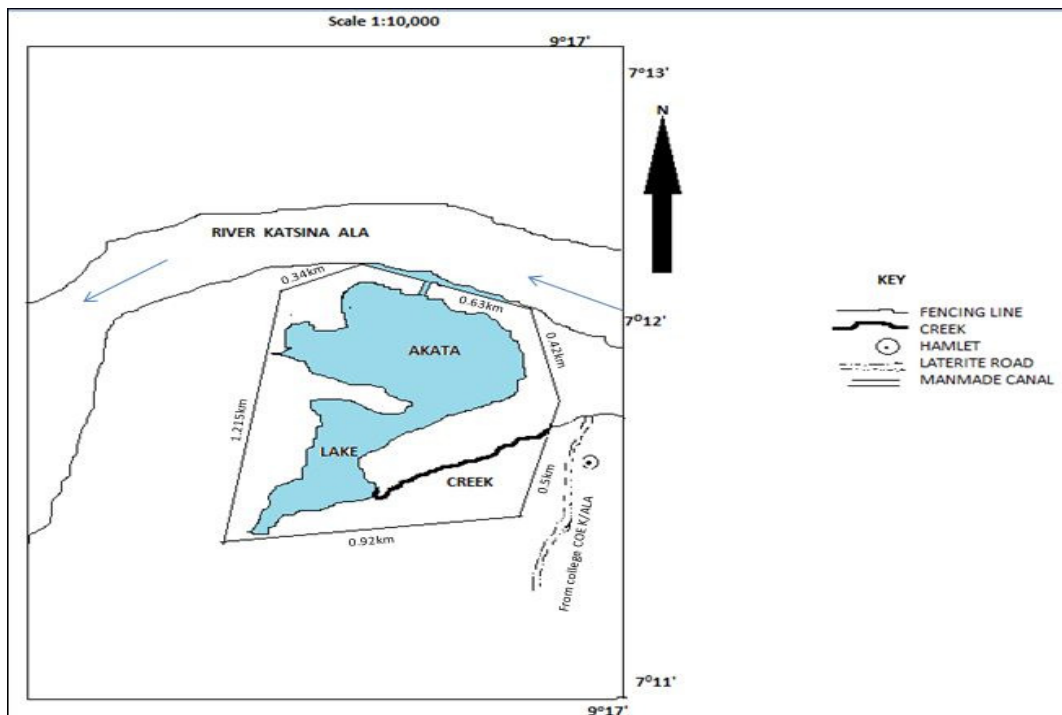 Scale 1:10,000
9°17'
7°13'
N
RIVER KATSINA ALA
0.34km
0.63km
KEY
7°12'
FENCING LINE
CREEK
HAMLET
LATERITE ROAD
MANMADE CANAL
0.42km
AKATA
1.215km
LAKE
CREEK
0.5km
0.92km
From college COE K/ALA
7°11'
9°17'